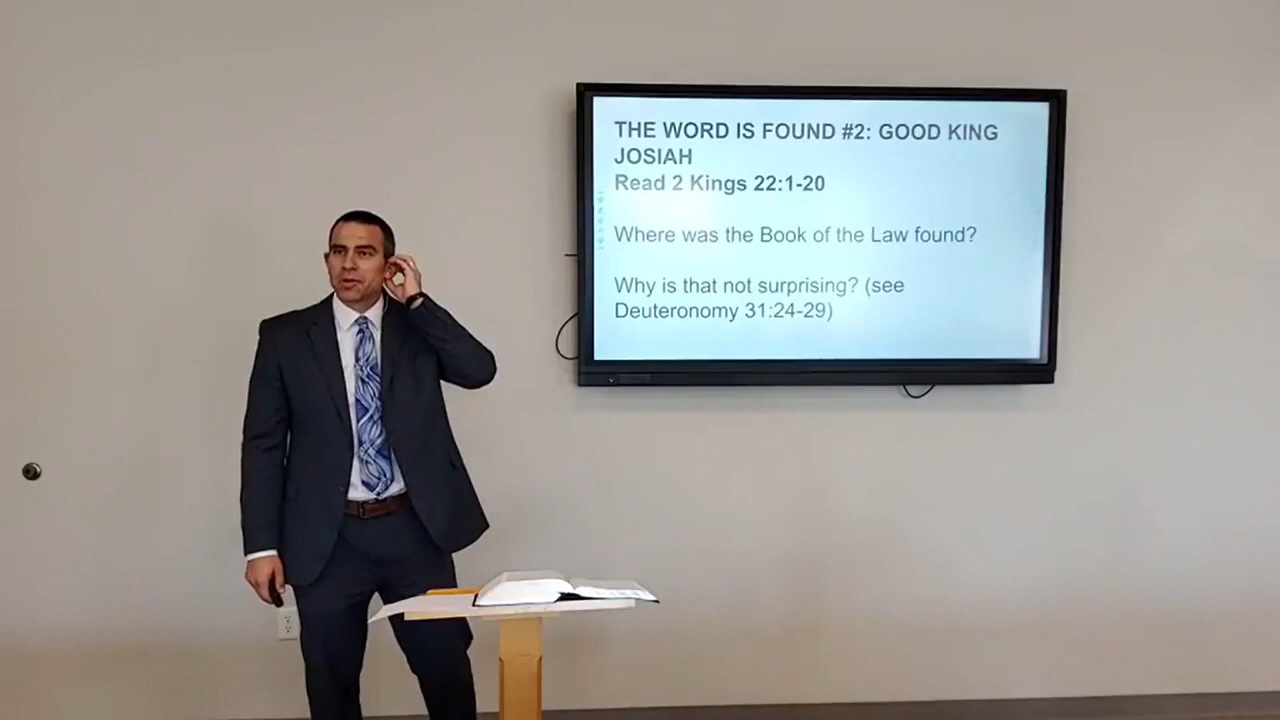 THE WORD IS FOUND #2: GOOD KING
JOSIAH
Read 2 Kings 22:1-20
Where was the Book of the Law found?
Why is that not surprising? (see
Deuteronomy 31:24-29)